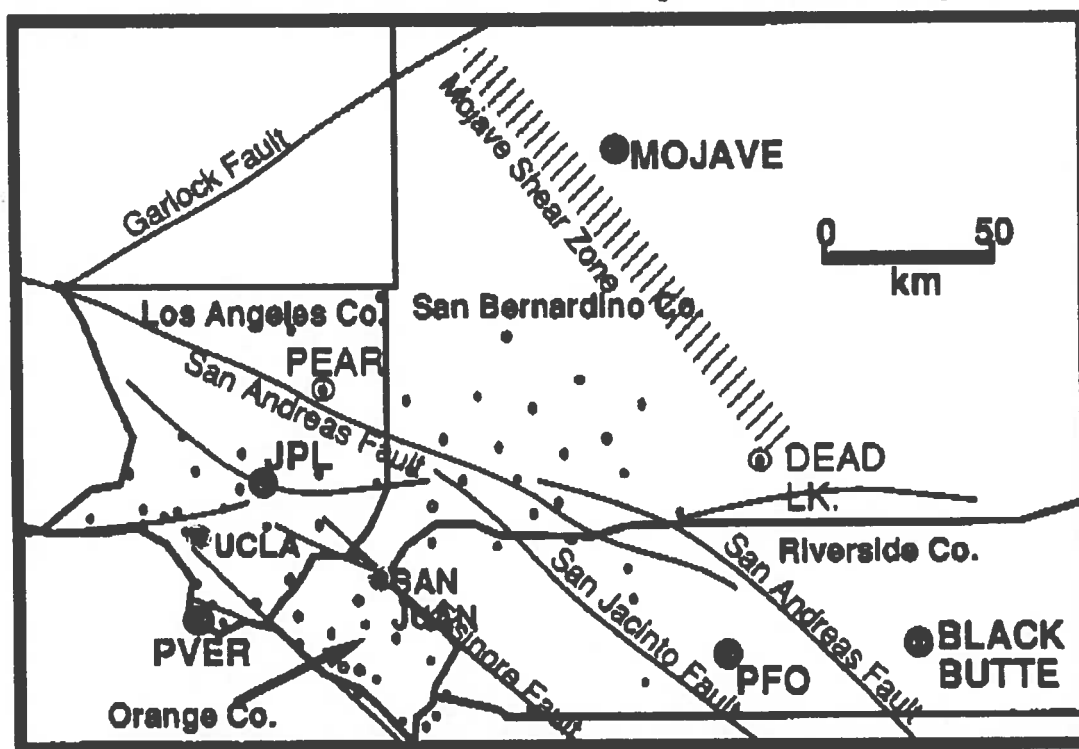 Garlock Fault
Mojave Shear Zone
MOJAVE
0 50
km
Los Angeles Co.
San Bernardino Co.
PEAR
San Andreas Fault
JPL
DEAD
LK.
UCLA
SAN
JUAN
Riverside Co.
San Andreas Fault
San Jacinto Fault
Elsinore Fault
PVER
PFO
BLACK
BUTTE
Orange Co.